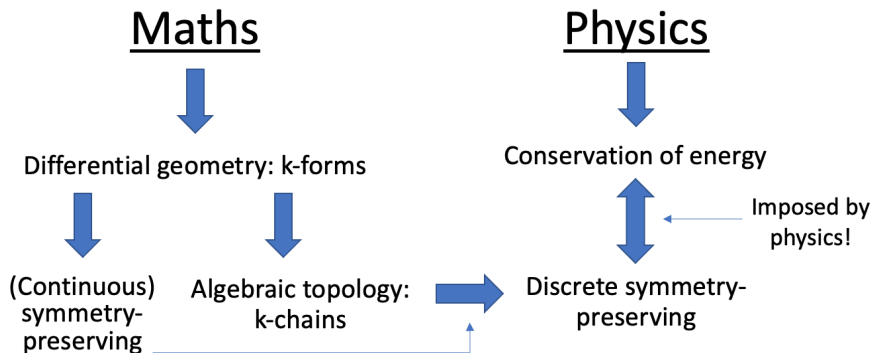 Maths
Physics
Differential geometry: k-forms
Conservation of energy
Imposed by
physics!
(Continuous)
symmetry-
preserving
Algebraic topology:
k-chains
Discrete symmetry-
preserving